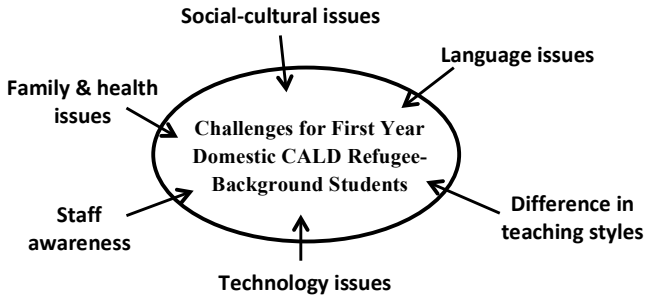 Social-cultural issues
Language issues
Family & health
issues
Challenges for First Year
Domestic CALD Refugee-
Background Students
Staff
awareness
Difference in
teaching styles
Technology issues